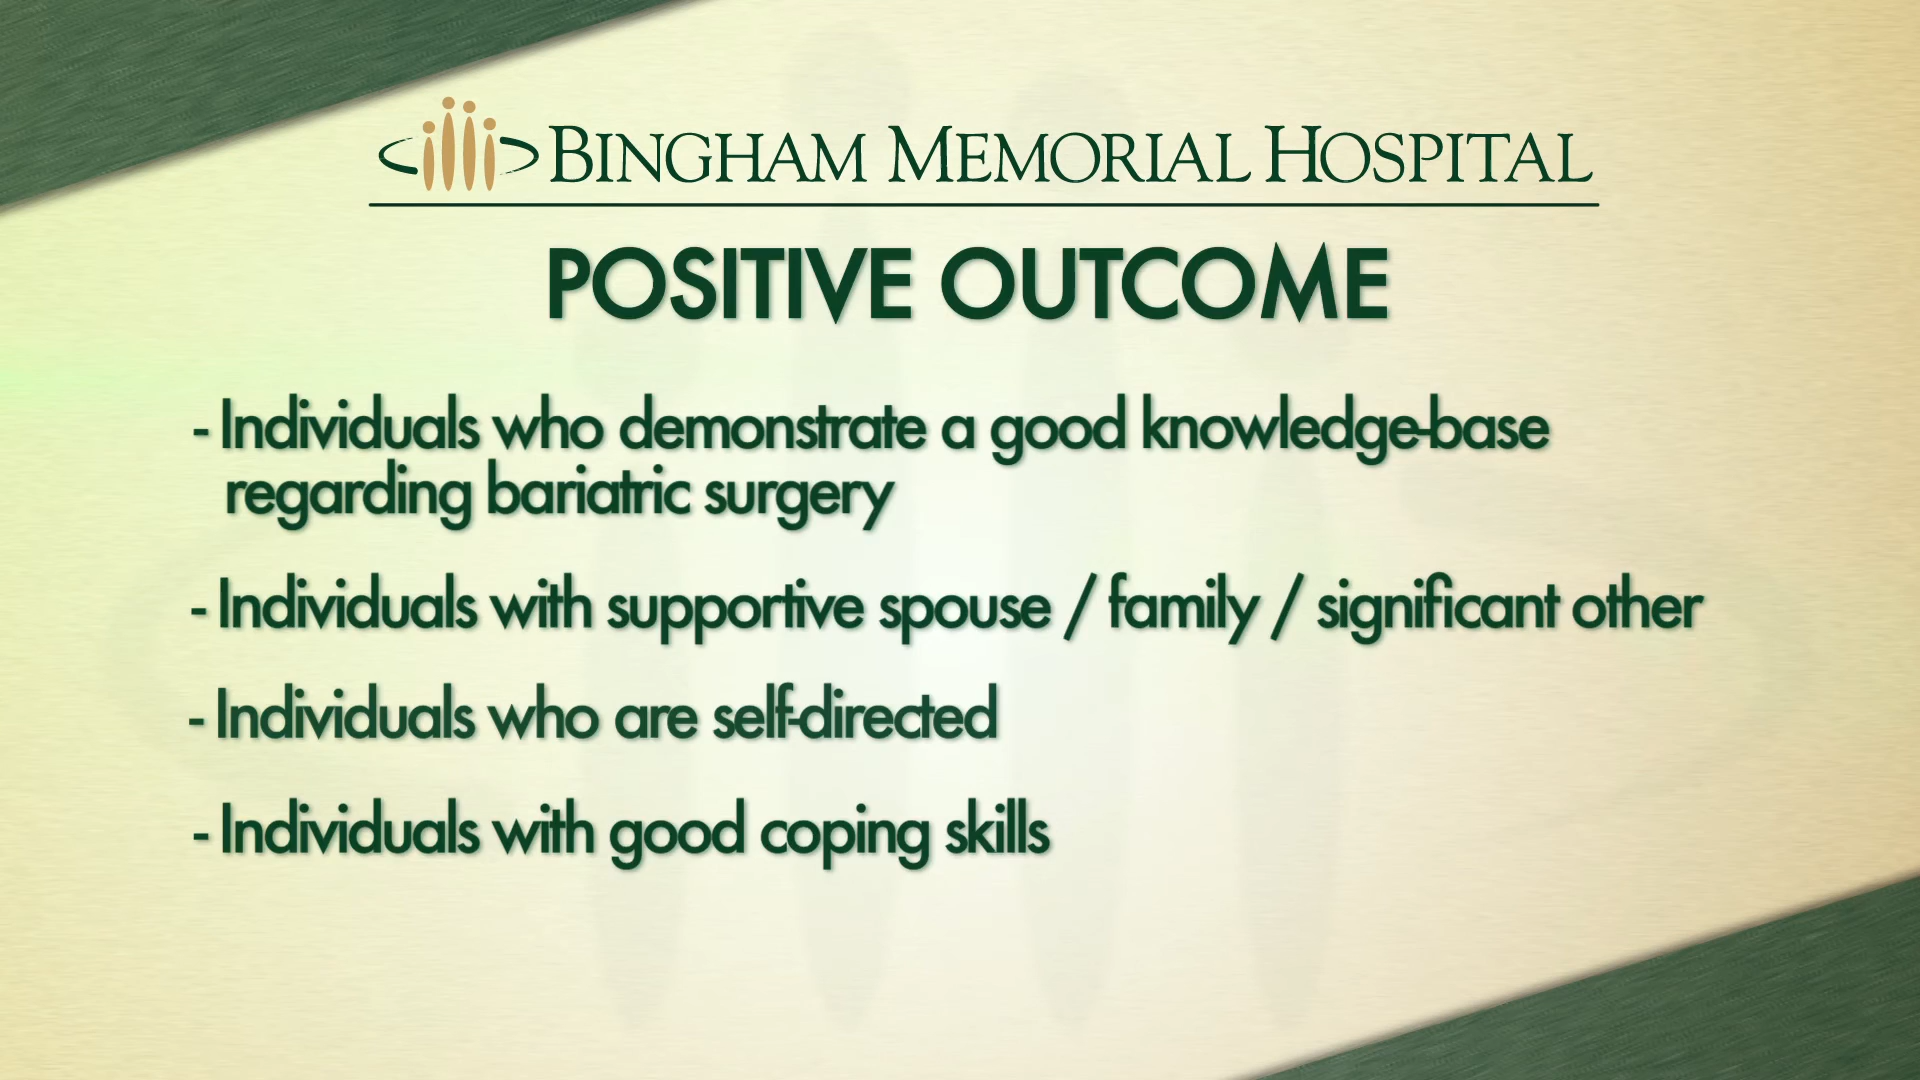 BINGHAM MEMORIAL HOSPITAL
POSITIVE OUTCOME
- Individuals who demonstrate a good knowledge-base
regarding bariatric surgery
- Individuals with supportive spouse / family / significant other
- Individuals who are self-directed
- Individuals with good coping skills